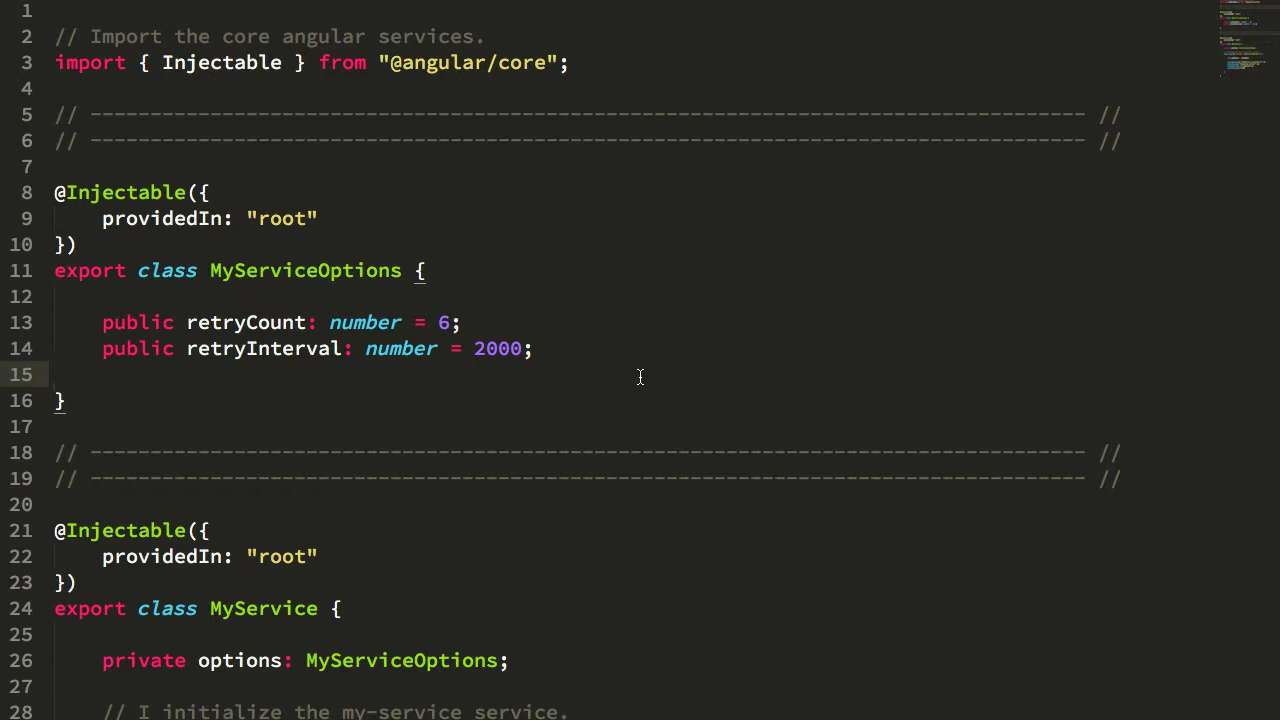 1
2 // Import the core angular services.
3 import { Injectable } from "@angular/core";
4
5 // ----------------------------------------------------------------------------------- //
6 // ----------------------------------------------------------------------------------- //
7
8 @Injectable({
9 providedIn: "root"
10 })
11 export class MyServiceOptions {
12
13 public retryCount: number = 6;
14 public retryInterval: number = 2000;
15
16 }
17
18 // ----------------------------------------------------------------------------------- //
19 // ----------------------------------------------------------------------------------- //
20
21 @Injectable({
22 providedIn: "root"
23 })
24 export class MyService {
25
26 private options: MyServiceOptions;
27
28 // I initialize the my-service service.